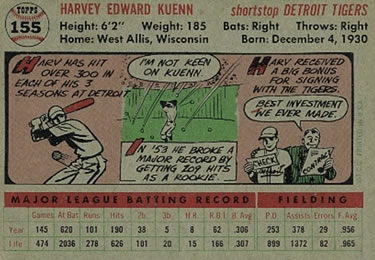 TOPPS
155
HARVEY EDWARD KUENN shortstop DETROIT TIGERS
Height: 6'2" Weight: 185 Bats: Right Throws: Right
Home: West Allis, Wisconsin Born: December 4, 1930
HARV HAS HIT
OVER 300 IN
EACH OF HIS 3
SEASONS AT DETROIT
I'M NOT KEEN
ON KUENN!
IN '53 HE BROKE A
MAJOR RECORD BY
GETTING 209 HITS
AS A ROOKIE.
HARV RECEIVED
A BIG BONUS
FOR SIGNING
WITH THE TIGERS.
BEST INVESTMENT
WE EVER MADE.
CHECK
CONTRACT
MAJOR LEAGUE BATTING RECORD FIELDING
Games At Bat Runs Hits 2B 3B H.R. R.B.I. B. Avg. P.O. Assists Errors F. Avg.
Year 145 620 101 190 38 5 8 62 .306 253 378 29 .956
Life 474 2036 628 106 20 15 .307 899 1372 82 .965